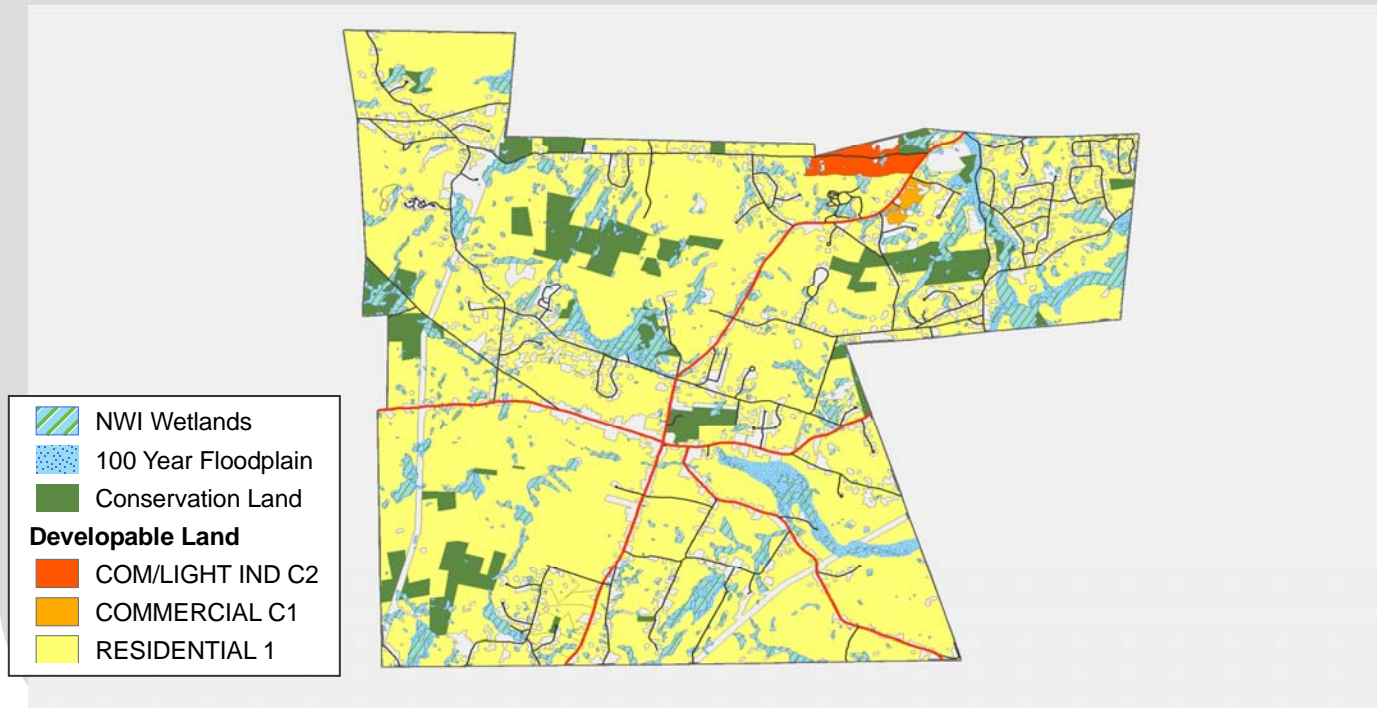 NWI Wetlands
100 Year Floodplain
Conservation Land
Developable Land
COM/LIGHT IND C2
COMMERCIAL C1
RESIDENTIAL 1